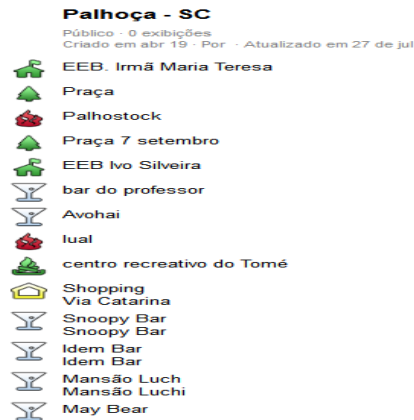 Palhoça - SC
Público · 0 exibições
Criado em abr 19 · Por · Atualizado em 27 de jul
EEB. Irmã Maria Teresa
Praça
Palhostock
Praça 7 setembro
EEB Ivo Silveira
bar do professor
Avohai
lual
centro recreativo do Tomé
Shopping
Via Catarina
Snoopy Bar
Snoopy Bar
Idem Bar
Idem Bar
Mansão Luch
Mansão Luchi
May Bear